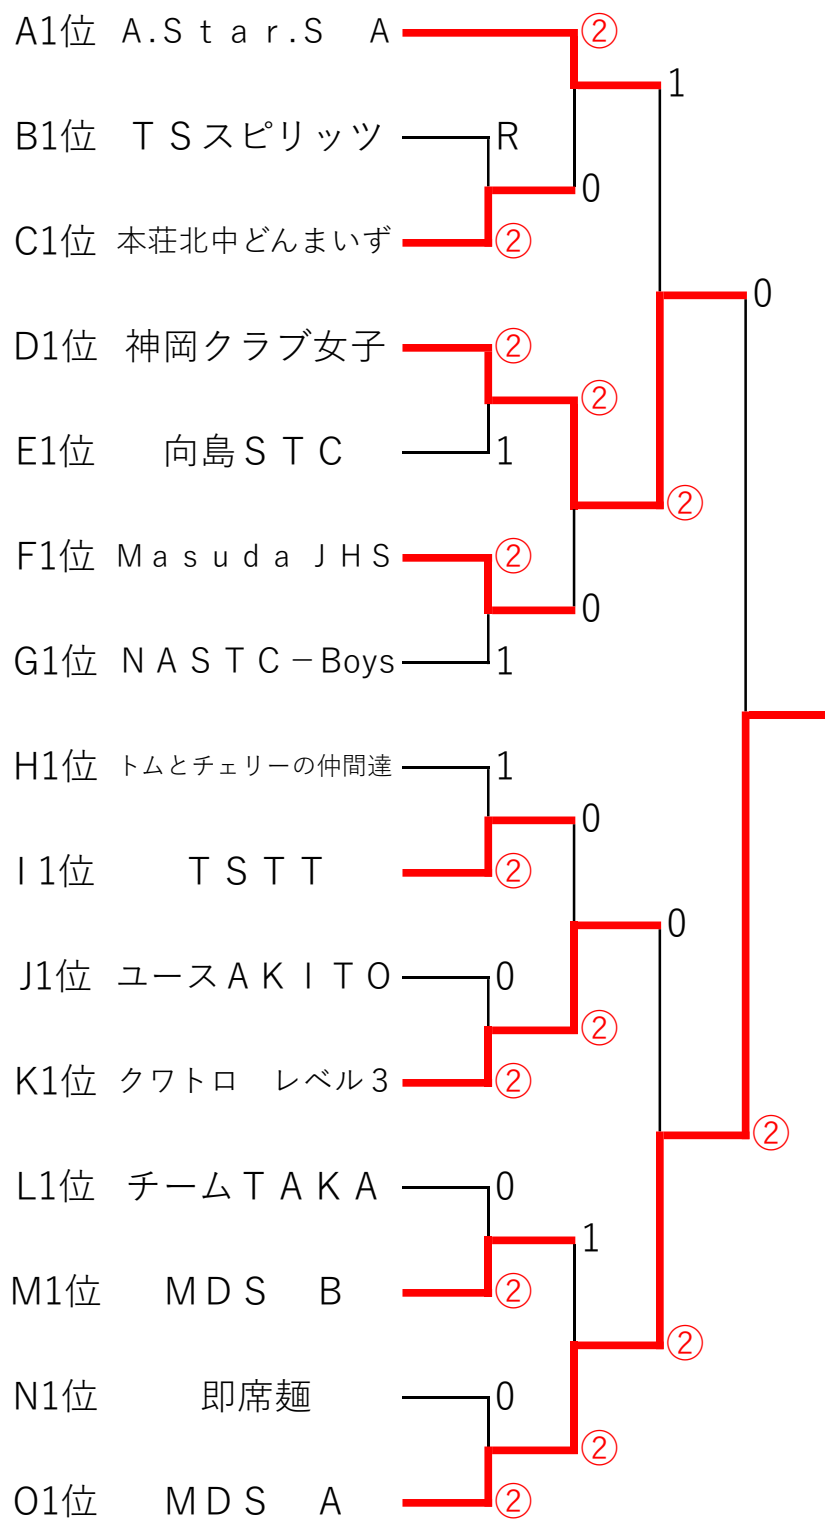 A1位 A.Star.S A ②
1
B1位 TSスピリッツ R
0
C1位 本荘北中どんまいず ②
0
D1位 神岡クラブ女子 ②
②
E1位 向島STC 1
②
F1位 Masuda JHS ②
0
G1位 NASTC－Boys 1
H1位 トムとチェリーの仲間達 1
0
I1位 TSTT ②
0
J1位 ユースAKITO 0
②
K1位 クワトロ レベル3 ②
②
L1位 チームTAKA 0
1
M1位 MDS B ②
②
N1位 即席麺 0
②
O1位 MDS A ②